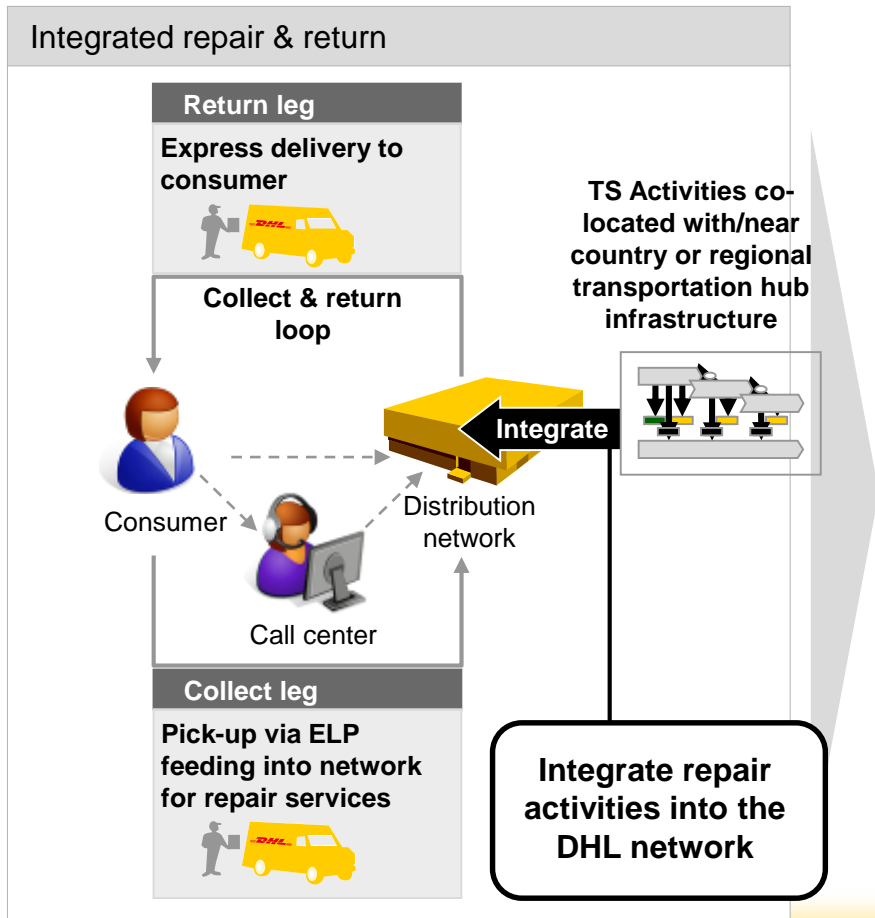 Integrated repair & return
Return leg
Express delivery to
consumer
DHL
Collect & return
loop
TS Activities co-
located with/near
country or regional
transportation hub
infrastructure
Integrate
Consumer
Distribution
network
Call center
Collect leg
Pick-up via ELP
feeding into network
for repair services
DHL
Integrate repair
activities into the
DHL network